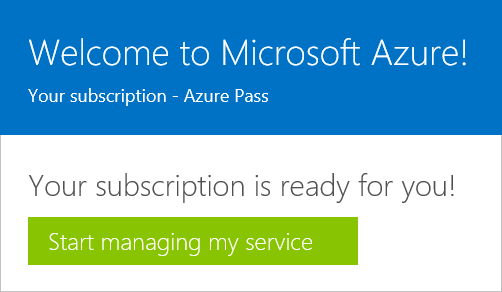 Welcome to Microsoft Azure!
Your subscription - Azure Pass
Your subscription is ready for you!
Start managing my service